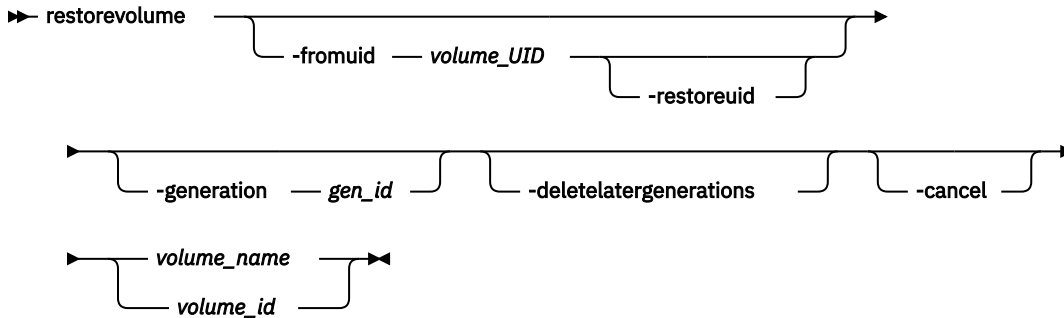 restorevolume
-fromuid volume_UID
-restoreuid
-generation gen_id -deletelatergenerations -cancel
volume_name
volume_id